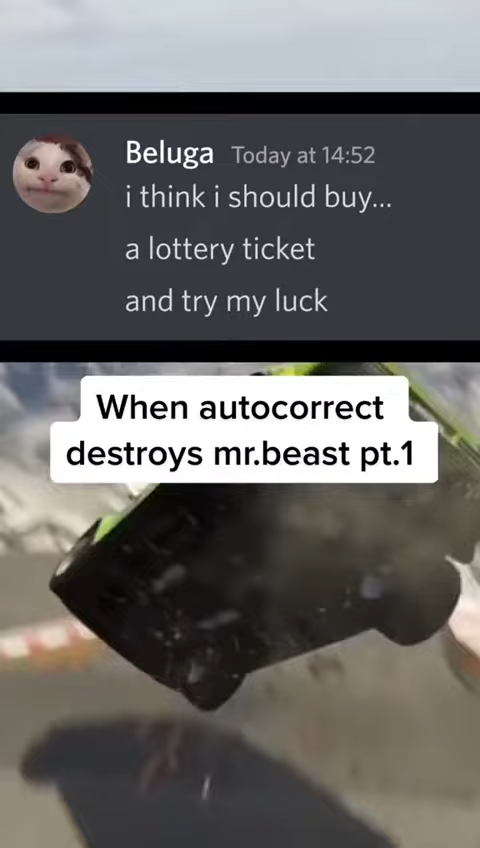 Beluga Today at 14:52
i think i should buy...
a lottery ticket
and try my luck
When autocorrect
destroys mr.beast pt.1